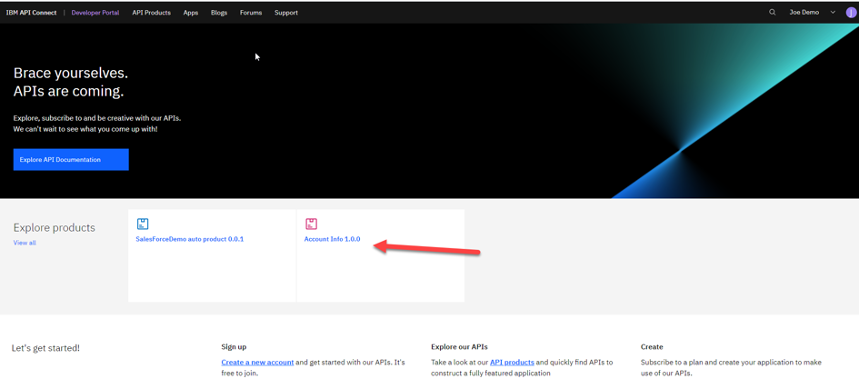 IBM API Connect | Developer Portal API Products Apps Blogs Forums Support Joe Demo J
Brace yourselves.
APIs are coming.
Explore, subscribe to and be creative with our APIs.
We can't wait to see what you come up with!
Explore API Documentation
Explore products
View all
SalesForceDemo auto product 0.0.1
Account Info 1.0.0
Let's get started!
Sign up
Create a new account and get started with our APIs. It's
free to join.
Explore our APIs
Take a look at our API products and quickly find APIs to
construct a fully featured application
Create
Subscribe to a plan and create your application to make
use of our APIs.